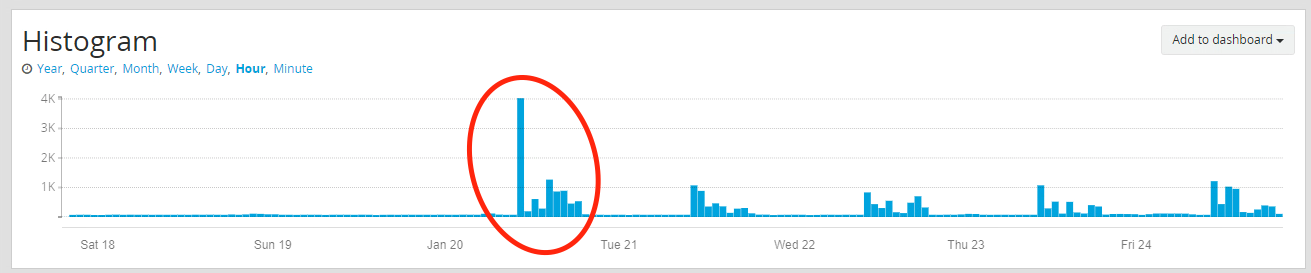 Histogram
Add to dashboard
Year, Quarter, Month, Week, Day, Hour, Minute
4K
3K
2K
1K
Sat 18 Sun 19 Jan 20 Tue 21 Wed 22 Thu 23 Fri 24